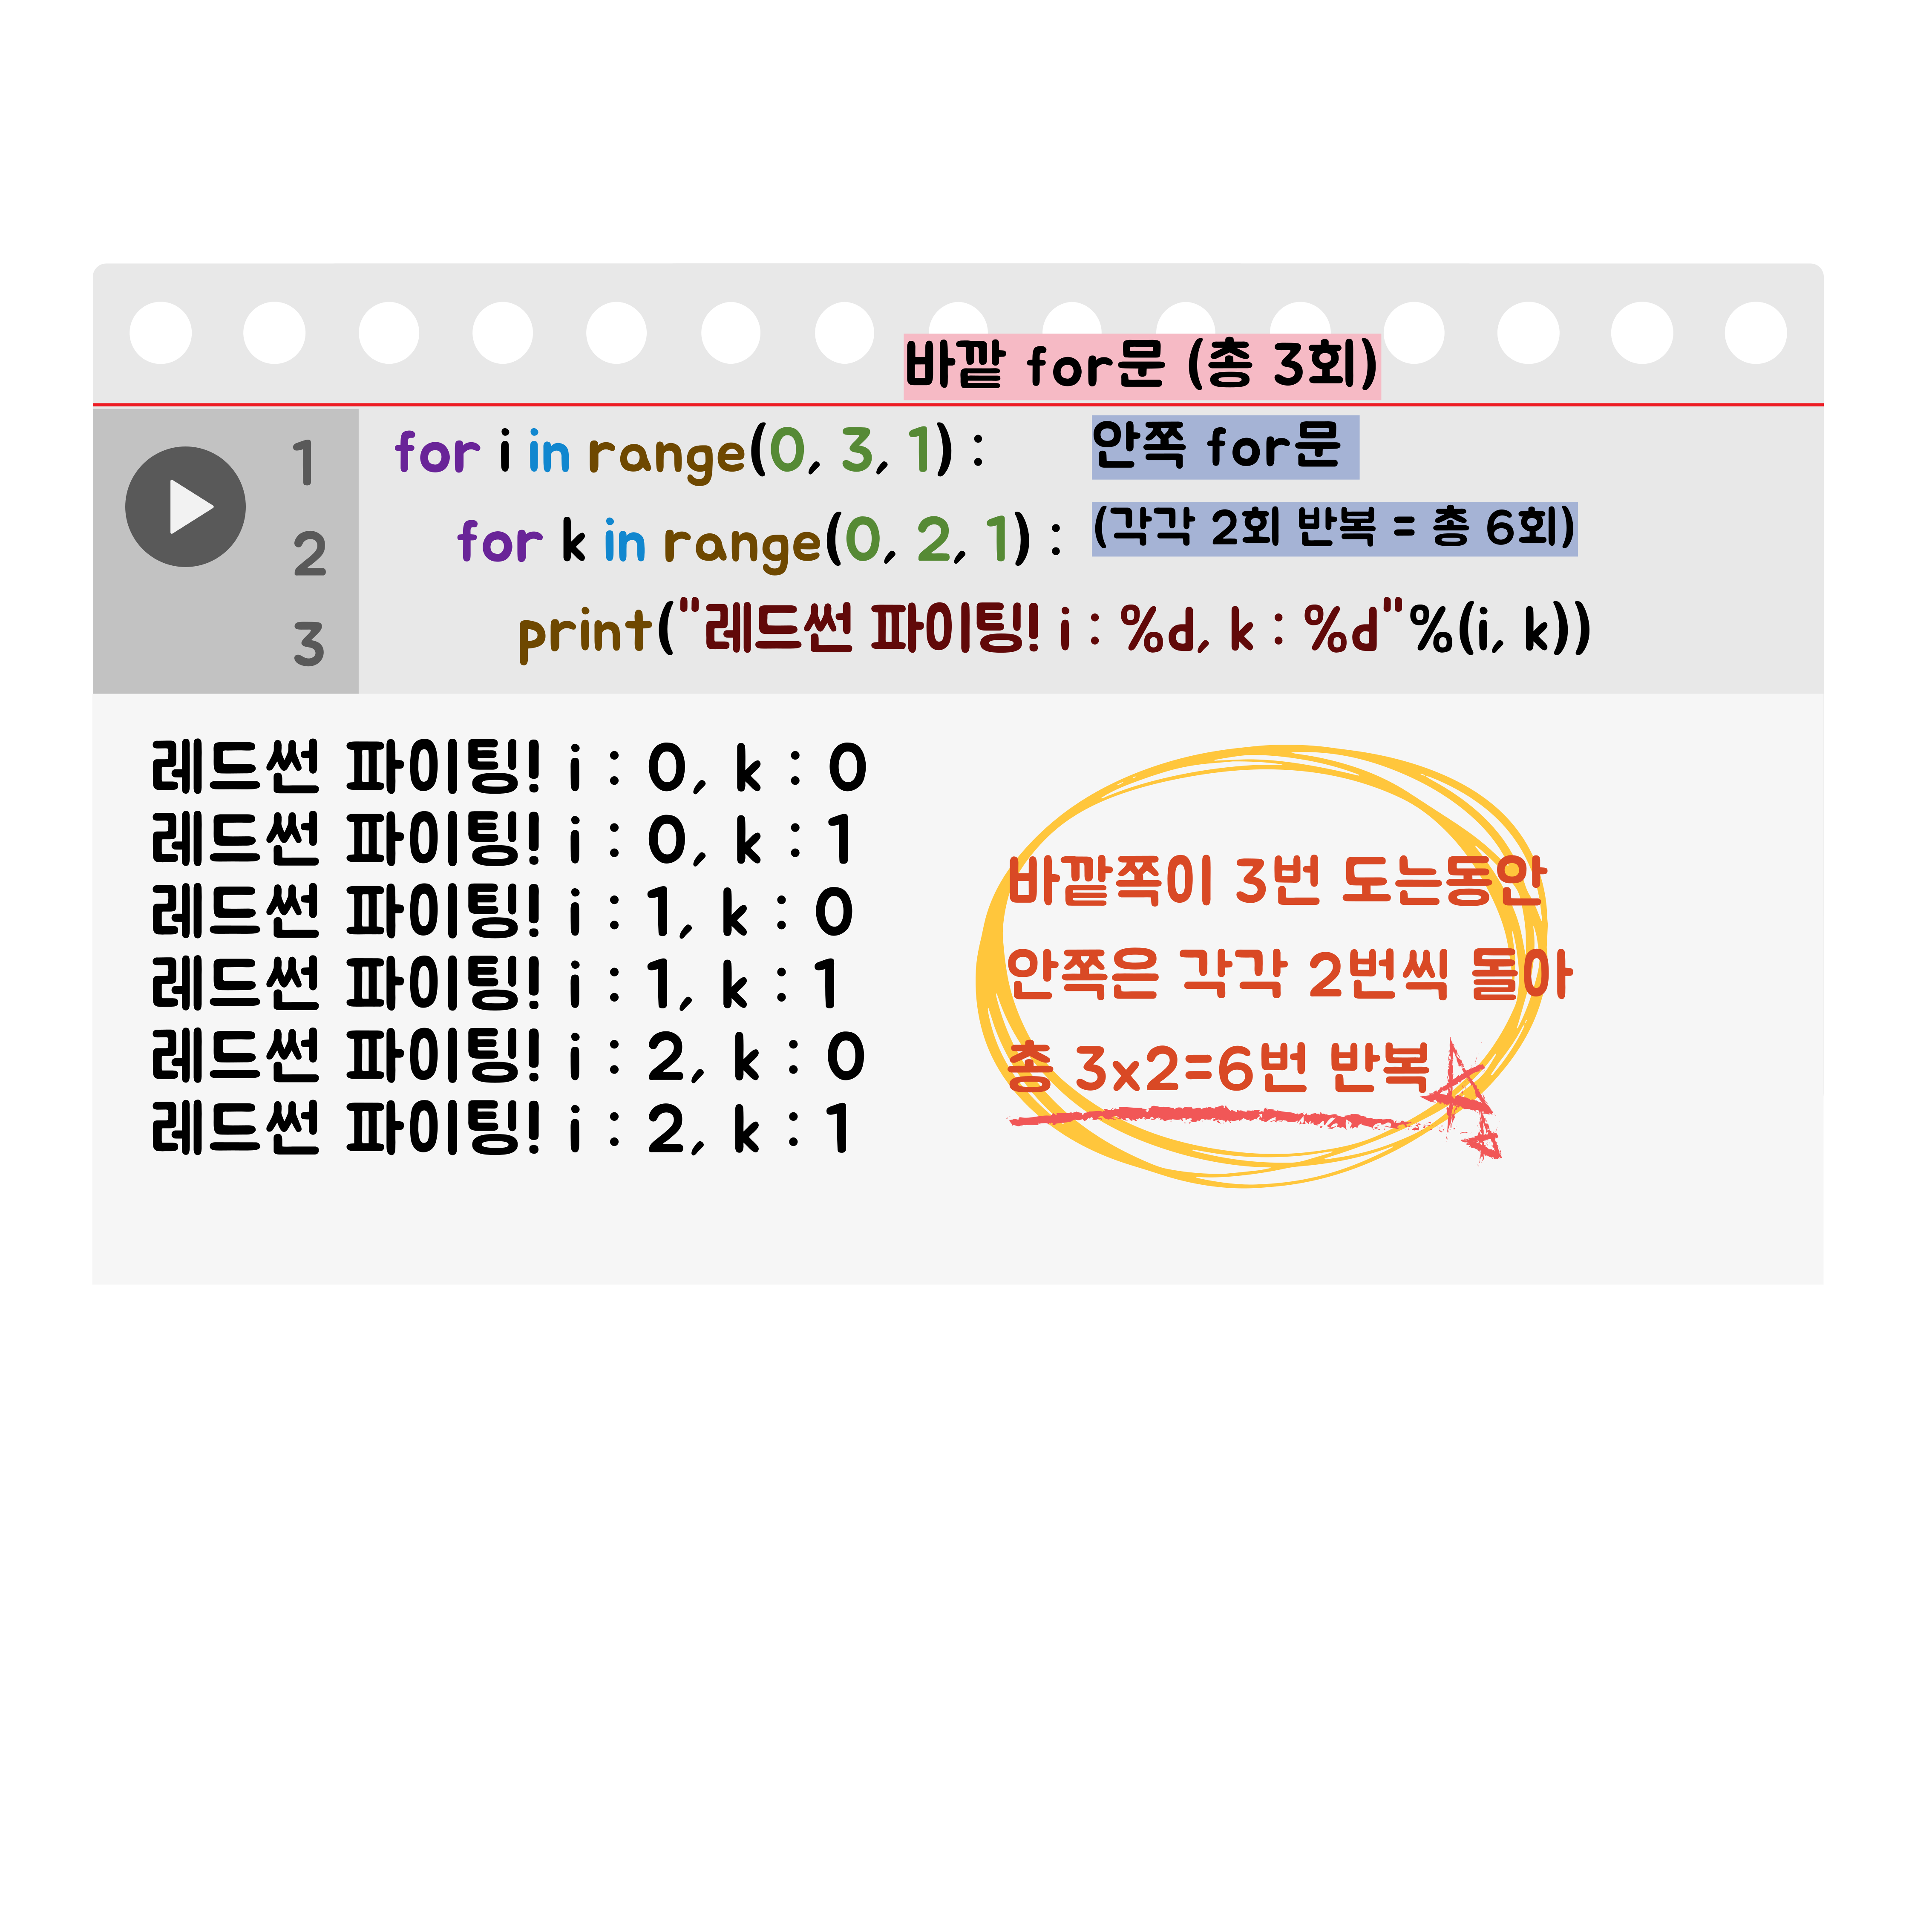 바깥 for문 (총 3회)
1 for i in range(0, 3, 1) : 안쪽 for문
2 for k in range(0, 2, 1) : (각각 2회 반복 = 총 6회)
3 print("레드썬 파이팅! i : %d, k : %d"%(i, k))
레드썬 파이팅! i : 0, k : 0
레드썬 파이팅! i : 0, k : 1
레드썬 파이팅! i : 1, k : 0
레드썬 파이팅! i : 1, k : 1
레드썬 파이팅! i : 2, k : 0
레드썬 파이팅! i : 2, k : 1
바깥쪽이 3번 도는동안
안쪽은 각각 2번씩 돌아
총 3x2=6번 반복